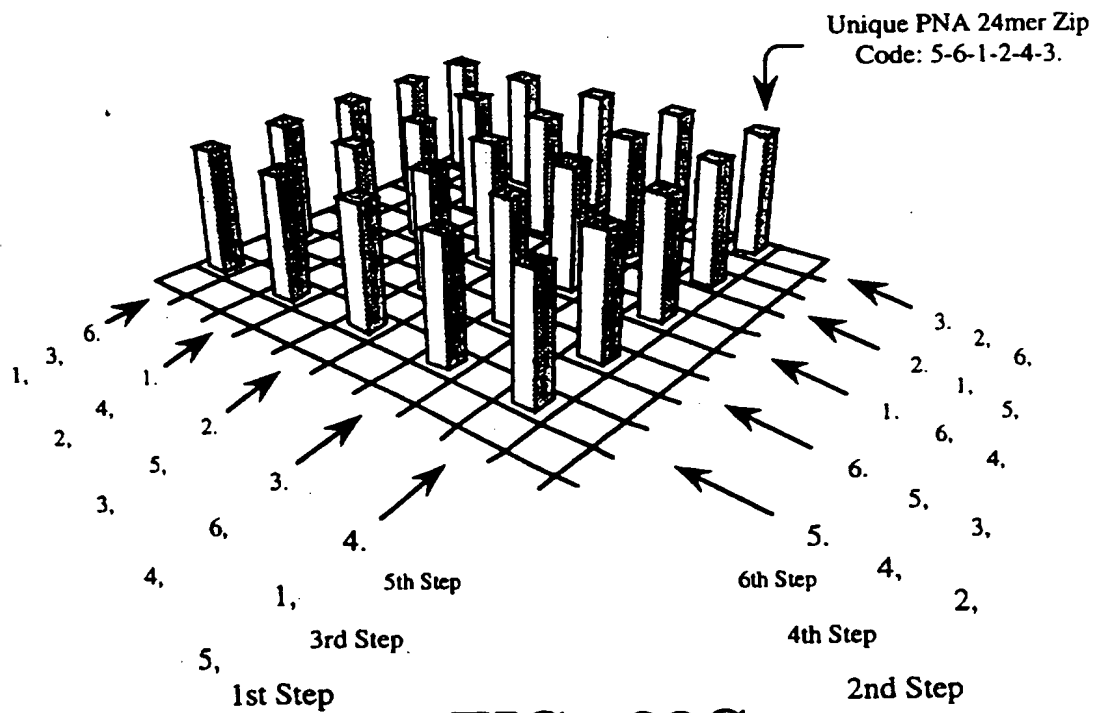 Unique PNA 24mer Zip
Code: 5-6-1-2-4-3.
1, 3, 6.
2, 4, 1.
3, 5, 2.
4, 6, 3.
5, 1, 4.
3. 2, 6,
2. 1, 5,
1. 6, 4,
6. 5, 3,
5. 4, 2,
5th Step
6th Step
3rd Step
4th Step
1st Step
2nd Step